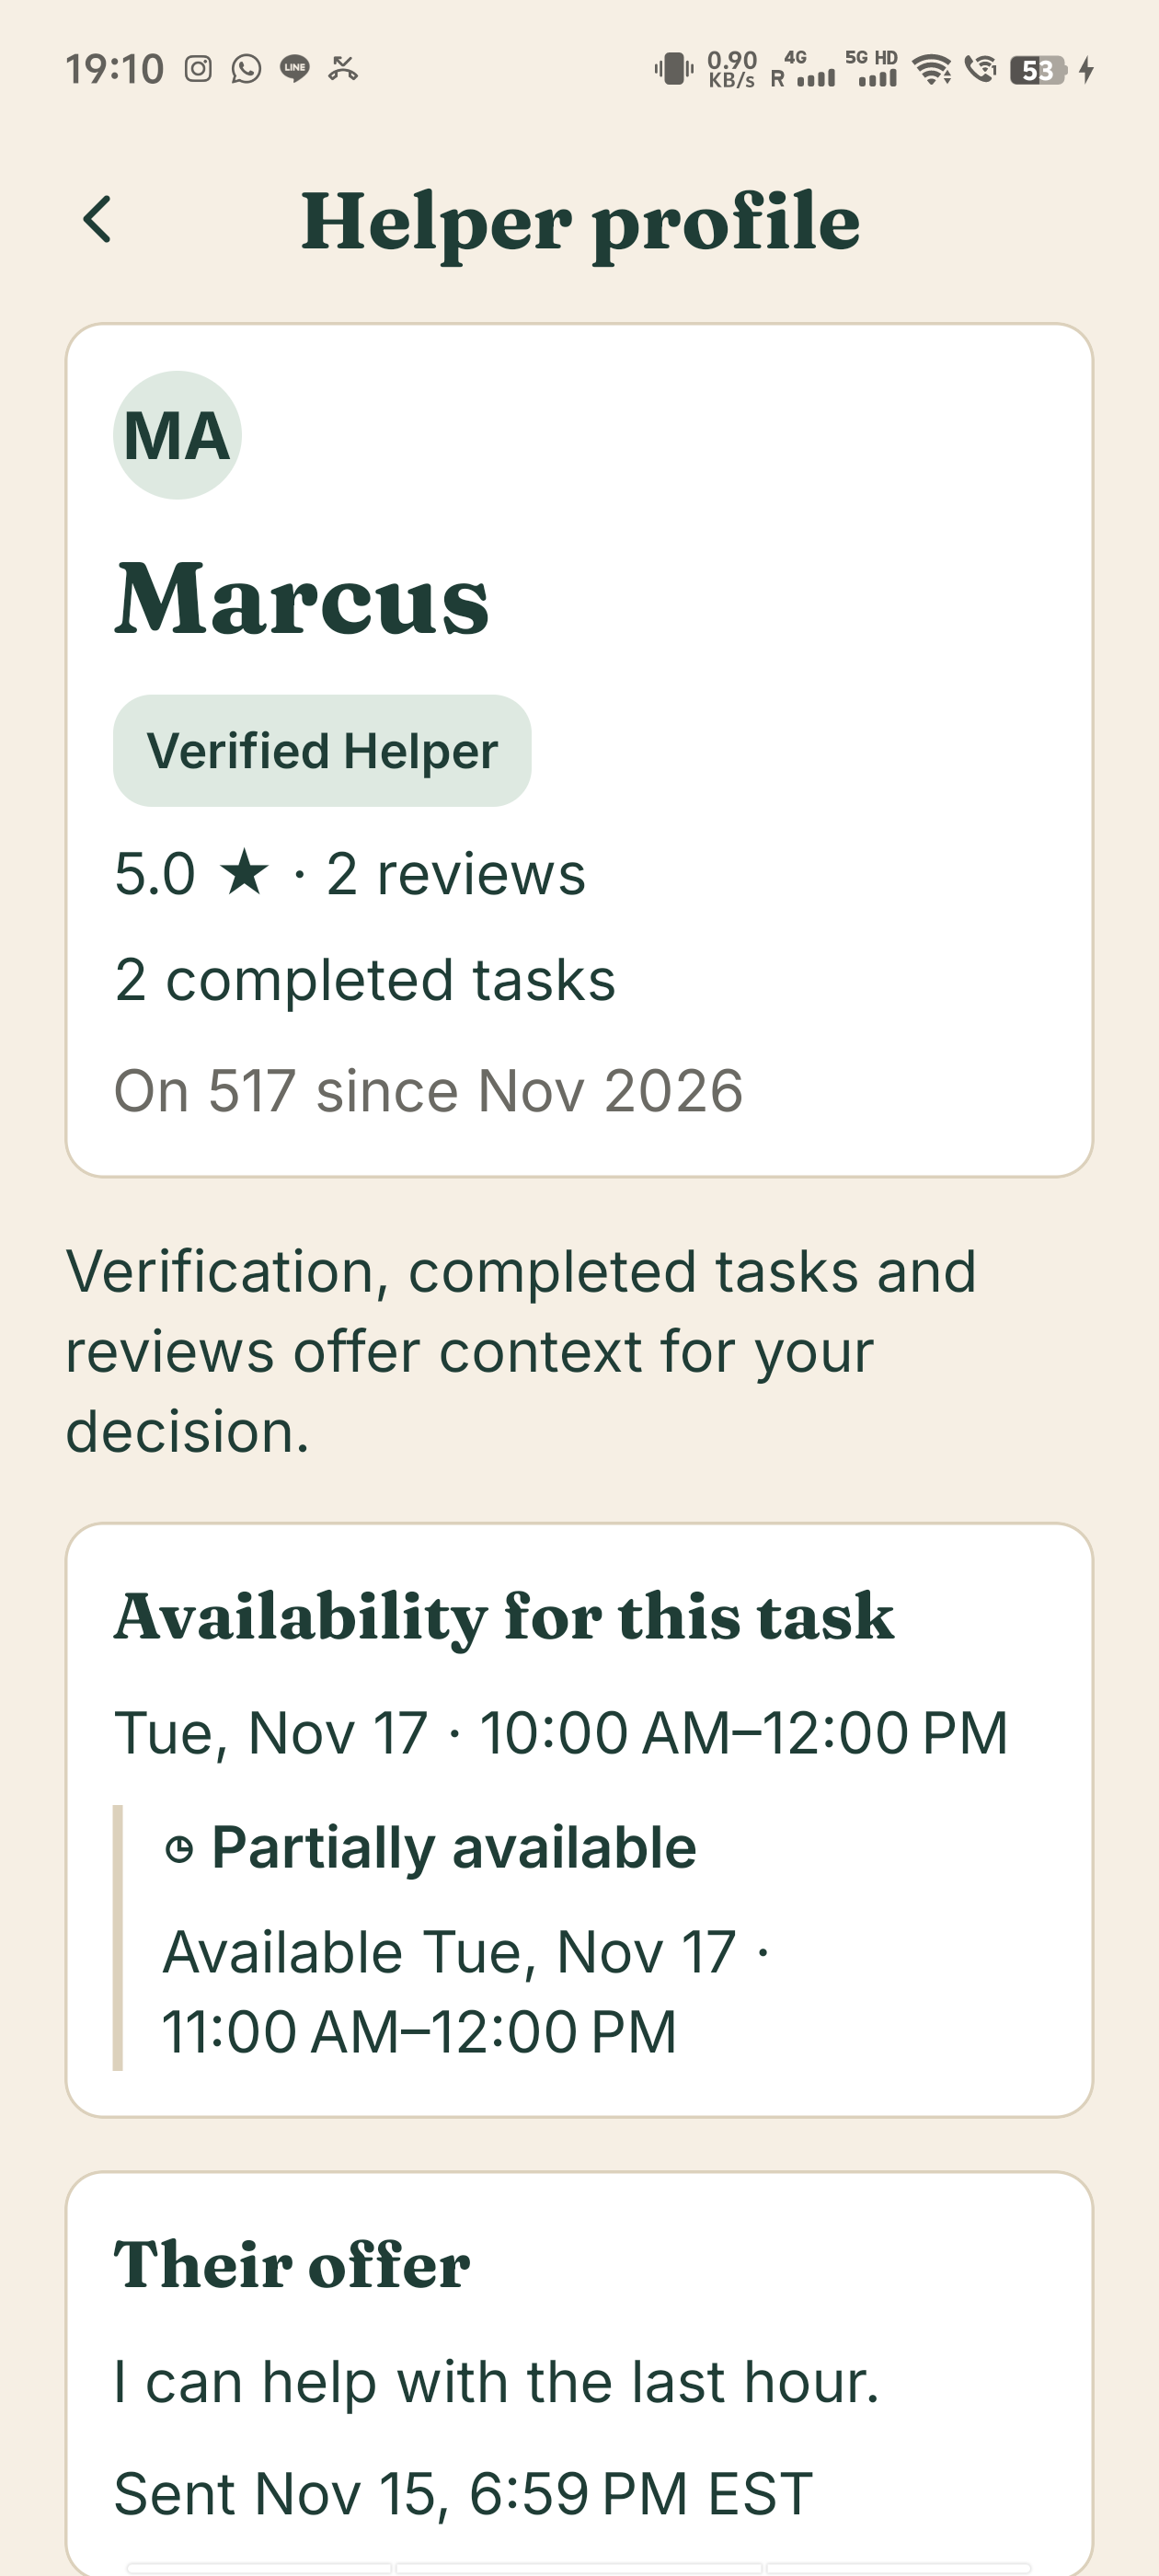 19:10
LINE
0.90
KB/s
R 4G
5G HD
53
Helper profile
MA
Marcus
Verified Helper
5.0 ★ · 2 reviews
2 completed tasks
On 517 since Nov 2026
Verification, completed tasks and
reviews offer context for your
decision.
Availability for this task
Tue, Nov 17 · 10:00 AM–12:00 PM
Partially available
Available Tue, Nov 17 ·
11:00 AM–12:00 PM
Their offer
I can help with the last hour.
Sent Nov 15, 6:59 PM EST